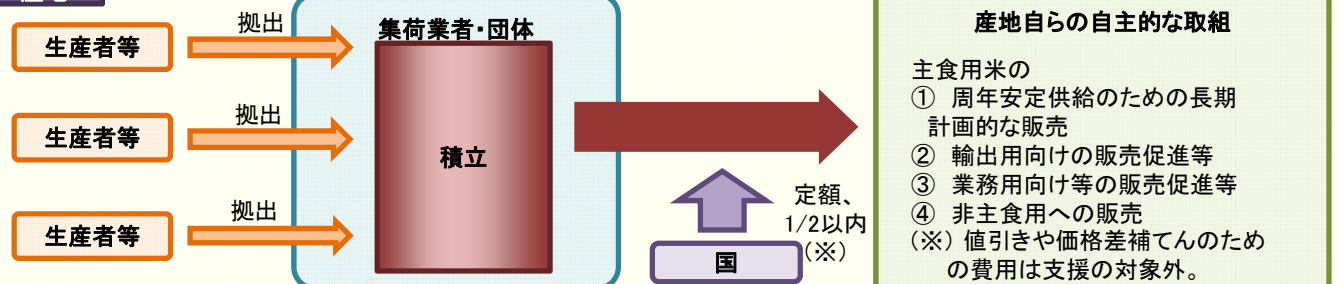 生産者等
生産者等
生産者等
拠出
拠出
拠出
集荷業者・団体
積立
国
定額、
1/2以内
(※)
産地自らの自主的な取組
主食用米の
① 周年安定供給のための長期
計画的な販売
② 輸出用向けの販売促進等
③ 業務用向け等の販売促進等
④ 非主食用への販売
(※) 値引きや価格差補てんのため
の費用は支援の対象外。